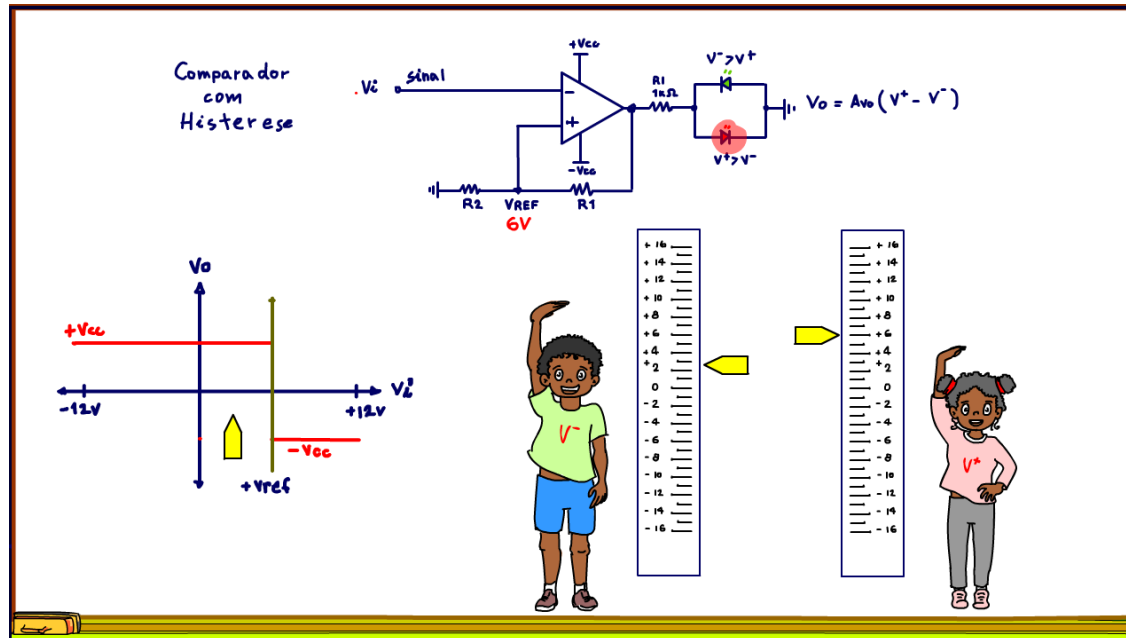 Comparador
com
Histerese
Vi
sinal
+Vcc
-Vcc
R1
1KΩ
V⁻>V⁺
V⁺>V⁻
Vo = Avo (V⁺ - V⁻)
R2
VREF
R1
6V
Vo
+Vcc
-12V
Vi
+12V
-Vcc
+Vref
V⁻
+ 16
+ 14
+ 12
+ 10
+ 8
+ 6
+ 4
+ 2
0
- 2
- 4
- 6
- 8
- 10
- 12
- 14
- 16
+ 16
+ 14
+ 12
+ 10
+ 8
+ 6
+ 4
+ 2
0
- 2
- 4
- 6
- 8
- 10
- 12
- 14
- 16
V⁺